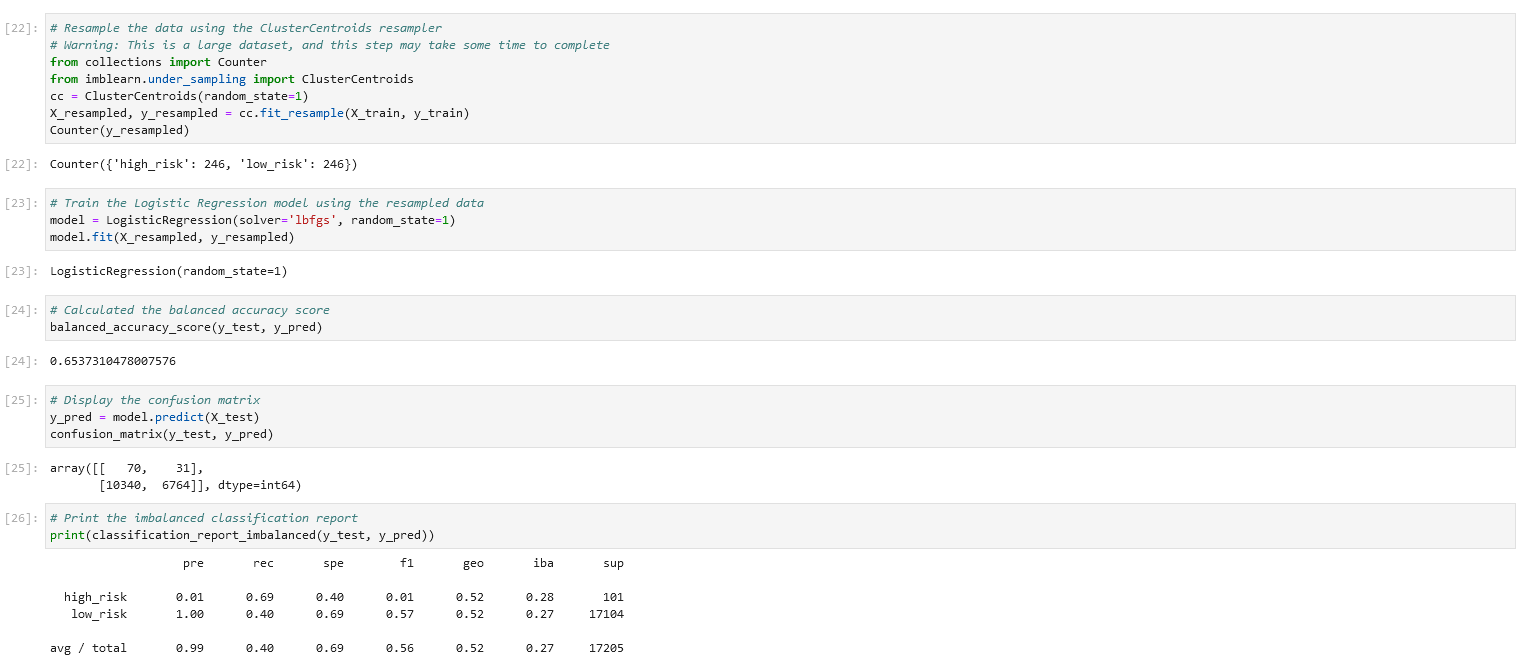 [22]: # Resample the data using the ClusterCentroids resampler
# Warning: This is a large dataset, and this step may take some time to complete
from collections import Counter
from imblearn.under_sampling import ClusterCentroids
cc = ClusterCentroids(random_state=1)
X_resampled, y_resampled = cc.fit_resample(X_train, y_train)
Counter(y_resampled)
[22]: Counter({'high_risk': 246, 'low_risk': 246})
[23]: # Train the Logistic Regression model using the resampled data
model = LogisticRegression(solver='lbfgs', random_state=1)
model.fit(X_resampled, y_resampled)
[23]: LogisticRegression(random_state=1)
[24]: # Calculated the balanced accuracy score
balanced_accuracy_score(y_test, y_pred)
[24]: 0.6537310478007576
[25]: # Display the confusion matrix
y_pred = model.predict(X_test)
confusion_matrix(y_test, y_pred)
[25]: array([[   70,    31],
       [10340,  6764]], dtype=int64)
[26]: # Print the imbalanced classification report
print(classification_report_imbalanced(y_test, y_pred))
pre rec spe f1 geo iba sup
high_risk 0.01 0.69 0.40 0.01 0.52 0.28 101
low_risk 1.00 0.40 0.69 0.57 0.52 0.27 17104
avg / total 0.99 0.40 0.69 0.56 0.52 0.27 17205